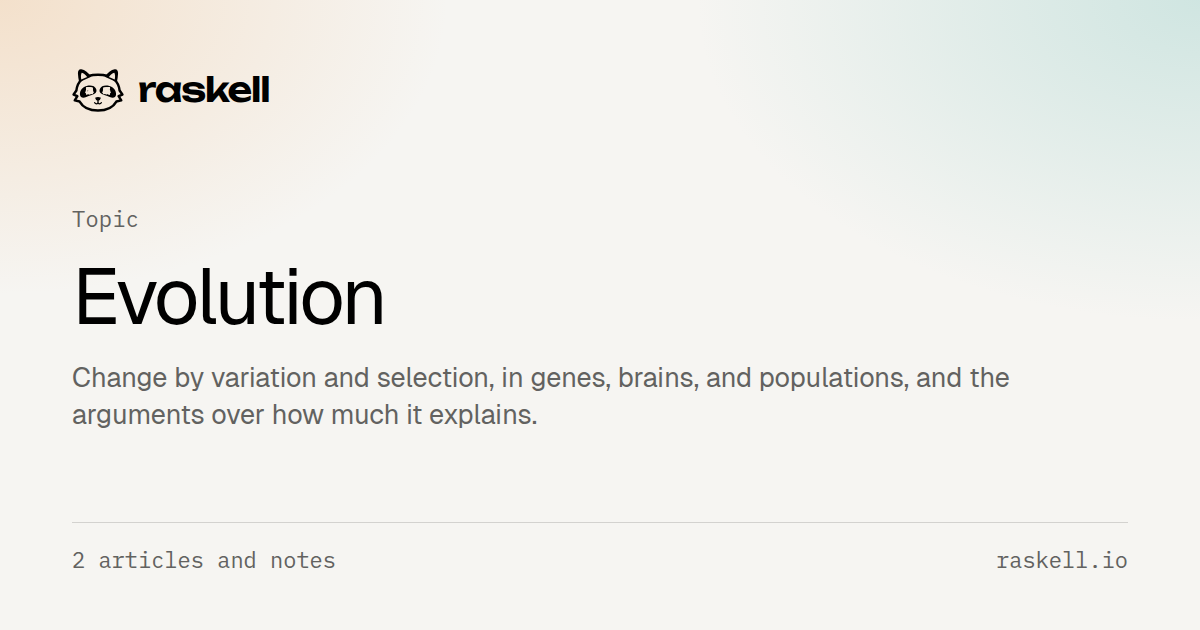 raskell
Topic
Evolution
Change by variation and selection, in genes, brains, and populations, and the
arguments over how much it explains.
2 articles and notes
raskell.io